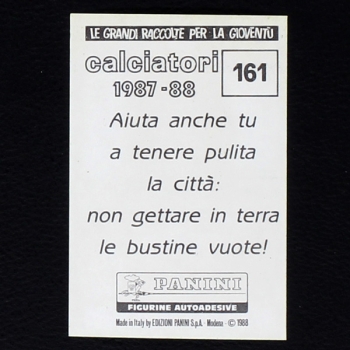 LE GRANDI RACCOLTE PER LA GIOVENTÙ
calciatori
1987-88
161
Aiuta anche tu
a tenere pulita
la città:
non gettare in terra
le bustine vuote!
PANINI
FIGURINE AUTOADESIVE
Made in Italy by EDIZIONI PANINI S.p.A. - Modena - © 1988